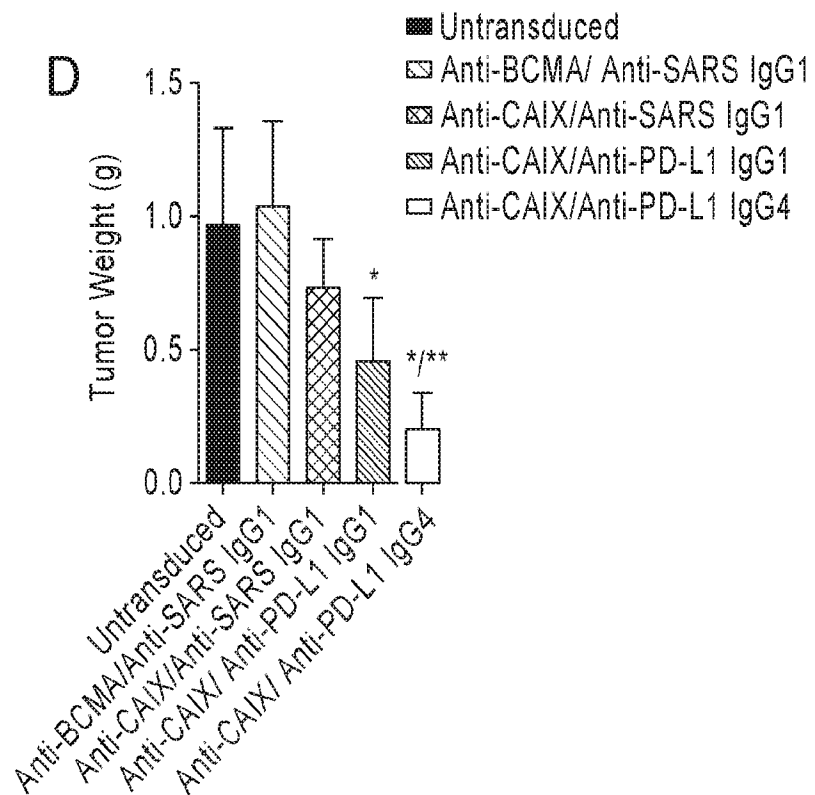 D
Untransduced
Anti-BCMA/ Anti-SARS IgG1
Anti-CAIX/Anti-SARS IgG1
Anti-CAIX/Anti-PD-L1 IgG1
Anti-CAIX/Anti-PD-L1 IgG4
Tumor Weight (g)
1.5
1.0
0.5
0.0
*
*/**
Untransduced
Anti-BCMA/Anti-SARS IgG1
Anti-CAIX/Anti-SARS IgG1
Anti-CAIX/ Anti-PD-L1 IgG1
Anti-CAIX/ Anti-PD-L1 IgG4